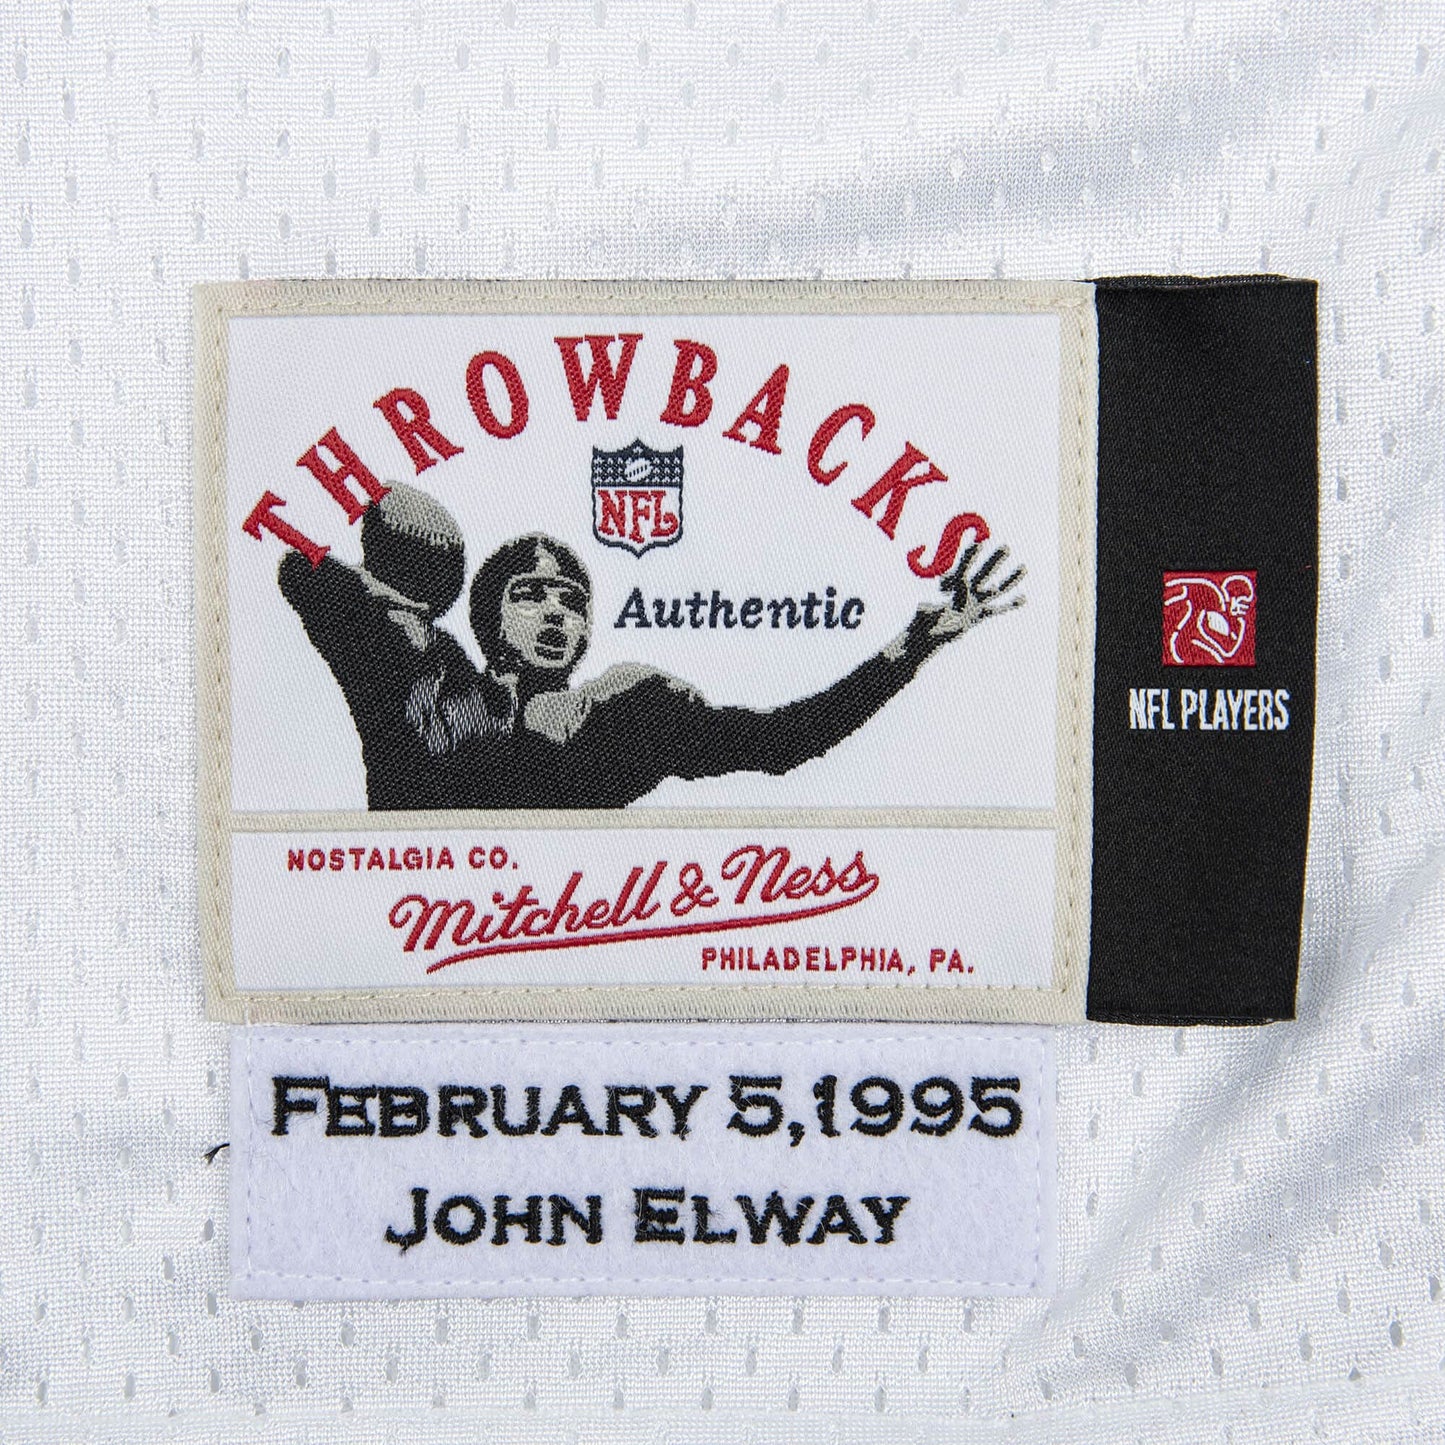 THROWBACKS
NFL
Authentic
NFL PLAYERS
NOSTALGIA CO.
Mitchell & Ness
PHILADELPHIA, PA.
FEBRUARY 5,1995
JOHN ELWAY